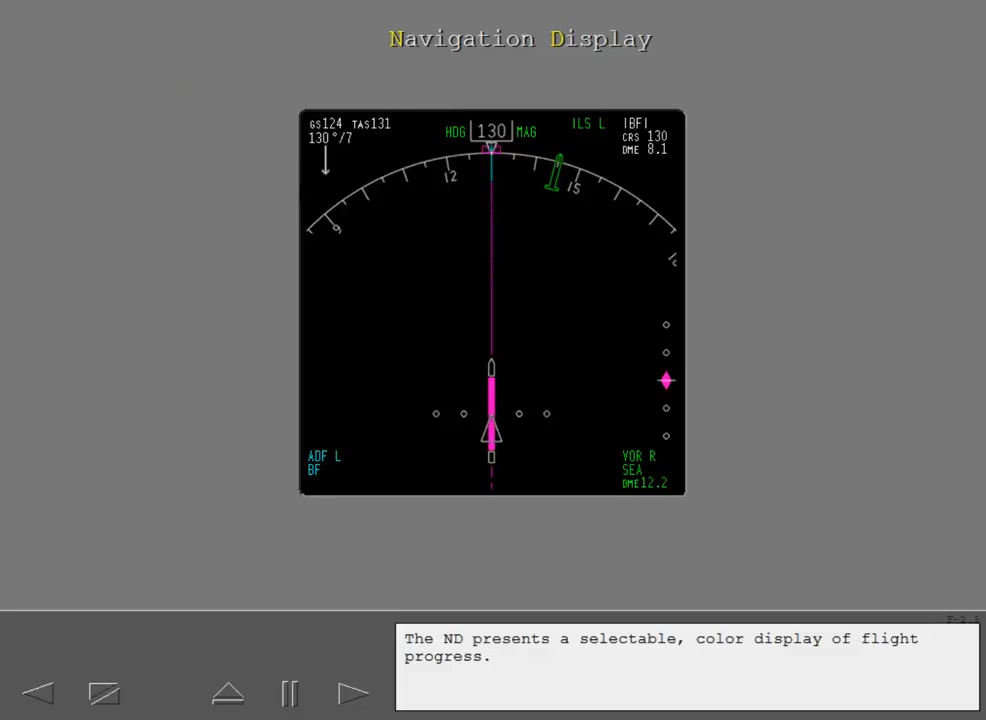 Navigation Display
GS124 TAS131
130°/7
HDG 130 MAG
ILS L
IBFI
CRS 130
DME 8.1
9
12
15
ADF L
BF
VOR R
SEA
DME12.2
The ND presents a selectable, color display of flight
progress.